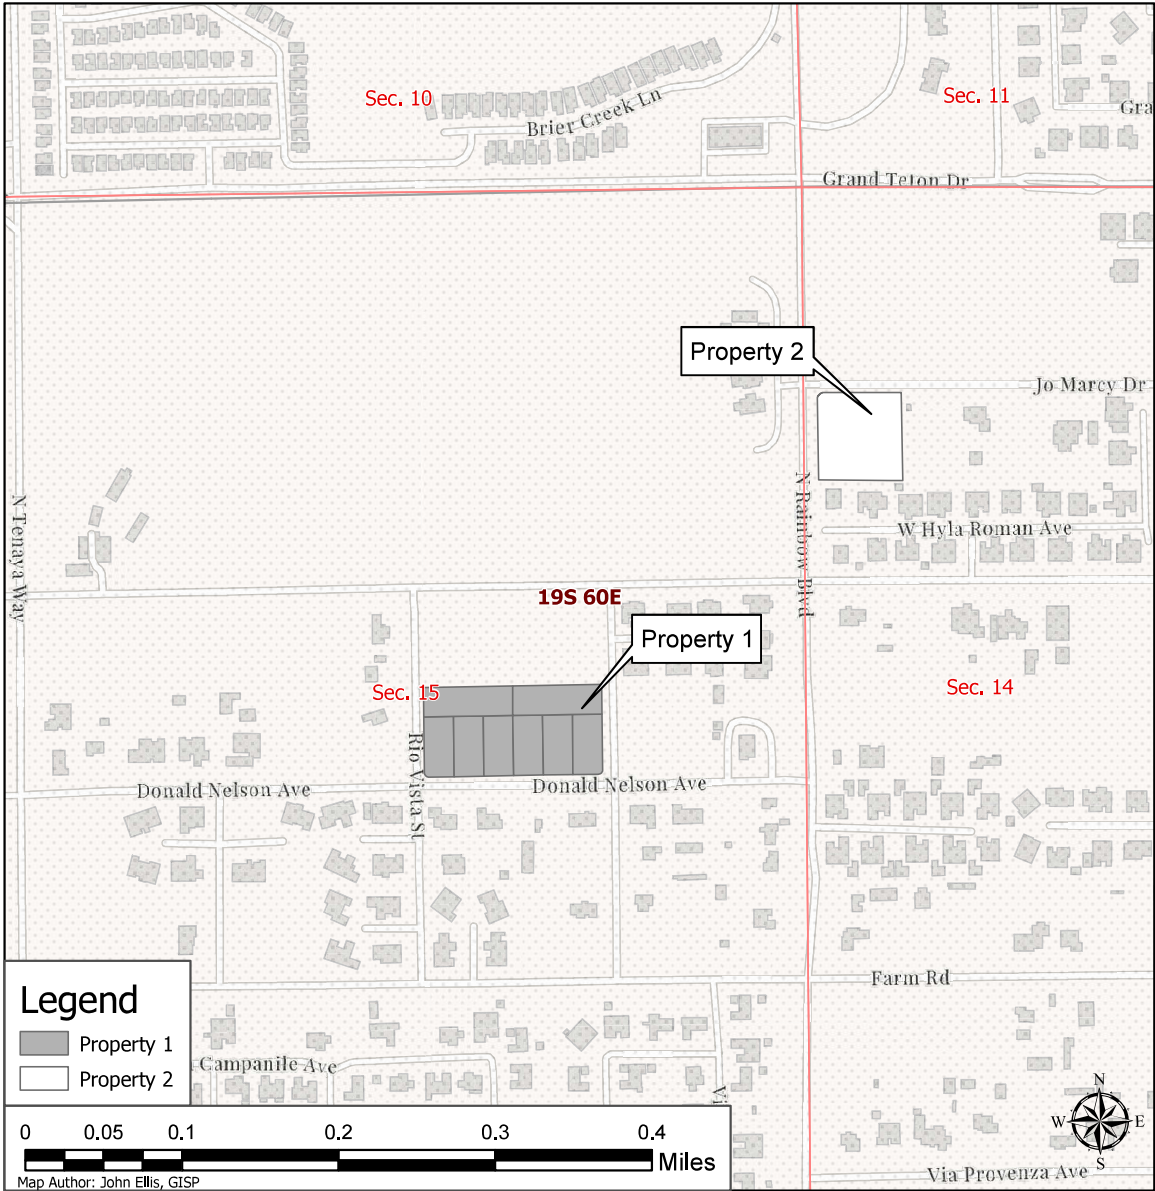 Sec. 10
Sec. 11
Gra
Brier Creek Ln
Grand Teton Dr
Property 2
Jo Marcy Dr
N Tenaya Way
N Rainbow Blvd
W Hyla Roman Ave
19S 60E
Property 1
Sec. 15
Sec. 14
Rio Vista St
Donald Nelson Ave
Donald Nelson Ave
Farm Rd
Legend
Property 1
Property 2
Campanile Ave
Vi
N
W
E
S
0 0.05 0.1 0.2 0.3 0.4
Miles
Map Author: John Ellis, GISP
Via Provenza Ave